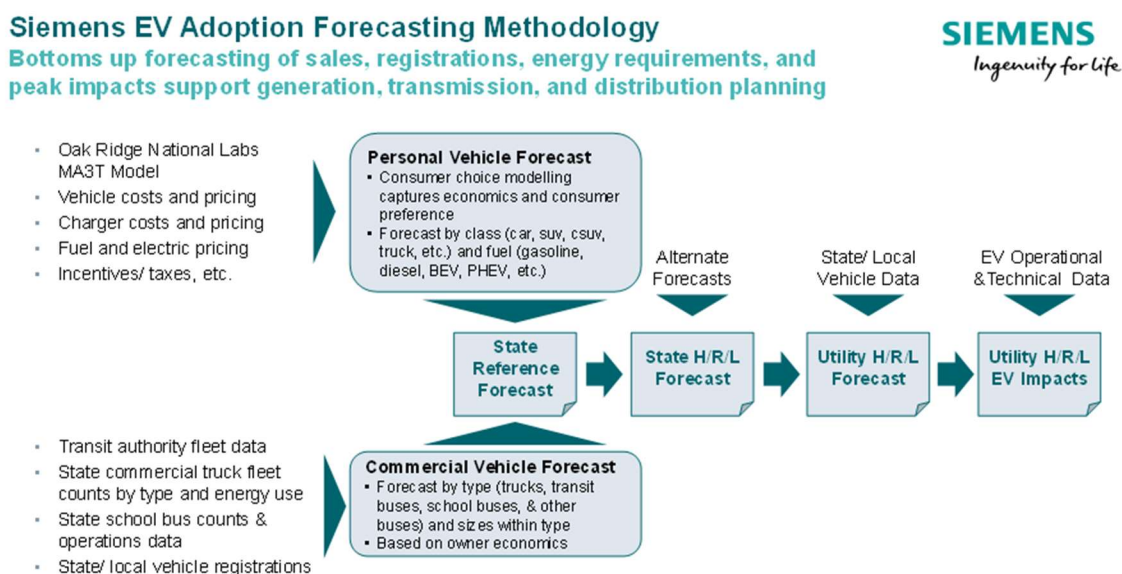 Siemens EV Adoption Forecasting Methodology
Bottoms up forecasting of sales, registrations, energy requirements, and
peak impacts support generation, transmission, and distribution planning
SIEMENS
Ingenuity for life
• Oak Ridge National Labs
MA3T Model
• Vehicle costs and pricing
• Charger costs and pricing
• Fuel and electric pricing
• Incentives/ taxes, etc.
Personal Vehicle Forecast
• Consumer choice modelling
captures economics and consumer
preference
• Forecast by class (car, suv, csuv,
truck, etc.) and fuel (gasoline,
diesel, BEV, PHEV, etc.)
Alternate
Forecasts
State/ Local
Vehicle Data
EV Operational
&Technical Data
State
Reference
Forecast
State H/R/L
Forecast
Utility H/R/L
Forecast
Utility H/R/L
EV Impacts
• Transit authority fleet data
• State commercial truck fleet
counts by type and energy use
• State school bus counts &
operations data
• State/ local vehicle registrations
Commercial Vehicle Forecast
• Forecast by type (trucks, transit
buses, school buses, & other
buses) and sizes within type
• Based on owner economics